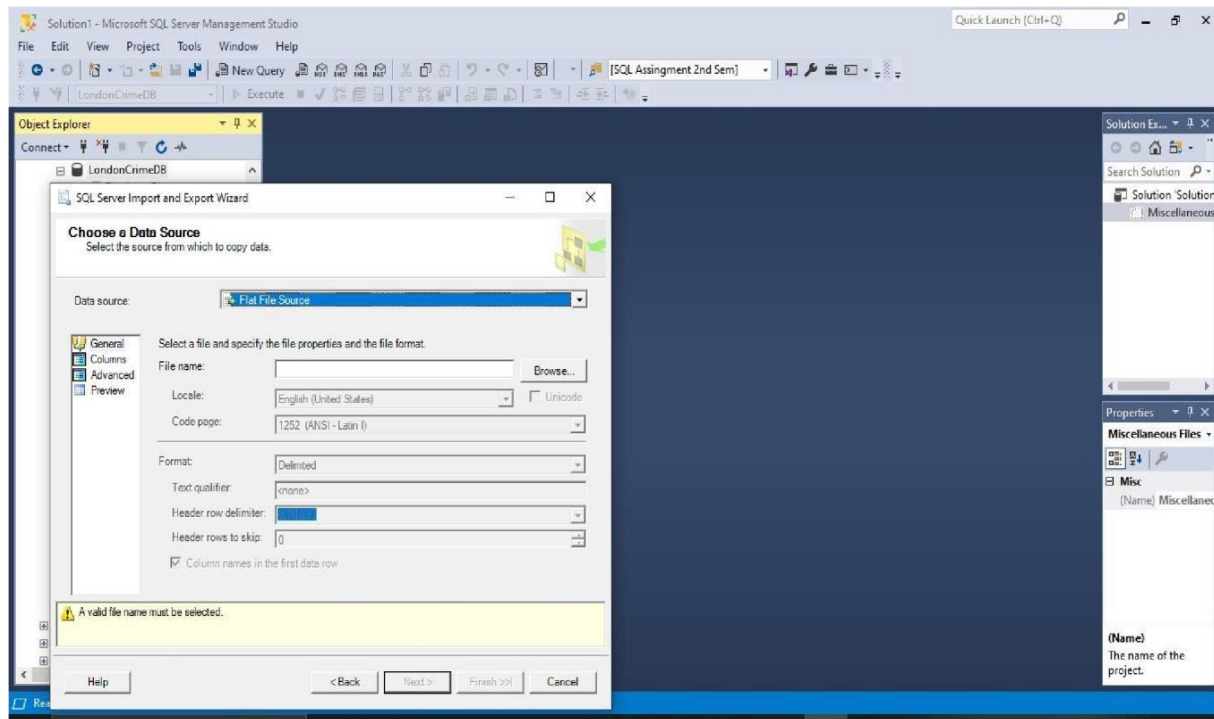 Solution1 - Microsoft SQL Server Management Studio
Quick Launch (Ctrl+Q)
File Edit View Project Tools Window Help
New Query
[SQL Assingment 2nd Sem]
LondonCrimeDB
Execute
Object Explorer
Connect
LondonCrimeDB
SQL Server Import and Export Wizard
Choose a Data Source
Select the source from which to copy data.
Data source:
Flat File Source
General
Columns
Advanced
Preview
Select a file and specify the file properties and the file format.
File name:
Browse...
Locale:
English (United States)
Unicode
Code page:
1252 (ANSI - Latin I)
Format:
Delimited
Text qualifier:
<none>
Header row delimiter:
Header rows to skip:
0
Column names in the first data row
A valid file name must be selected.
Help
< Back
Next >
Finish >>|
Cancel
Solution Ex...
Search Solution
Solution 'Solution
Miscellaneous
Properties
Miscellaneous Files
Misc
(Name) Miscellanec
(Name)
The name of the
project.
Rea